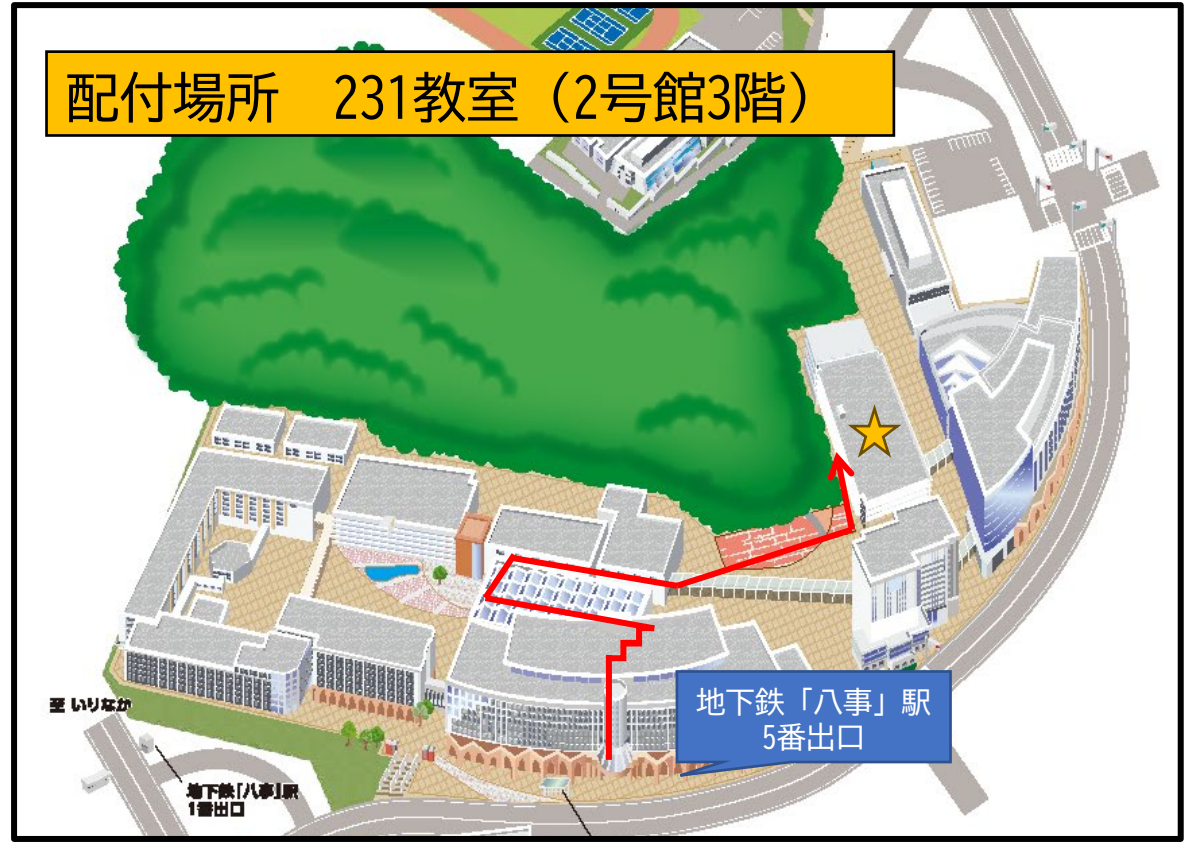 配付場所　231教室（2号館3階）
地下鉄「八事」駅
5番出口
至 いりなか
地下鉄「八事」駅
1番出口